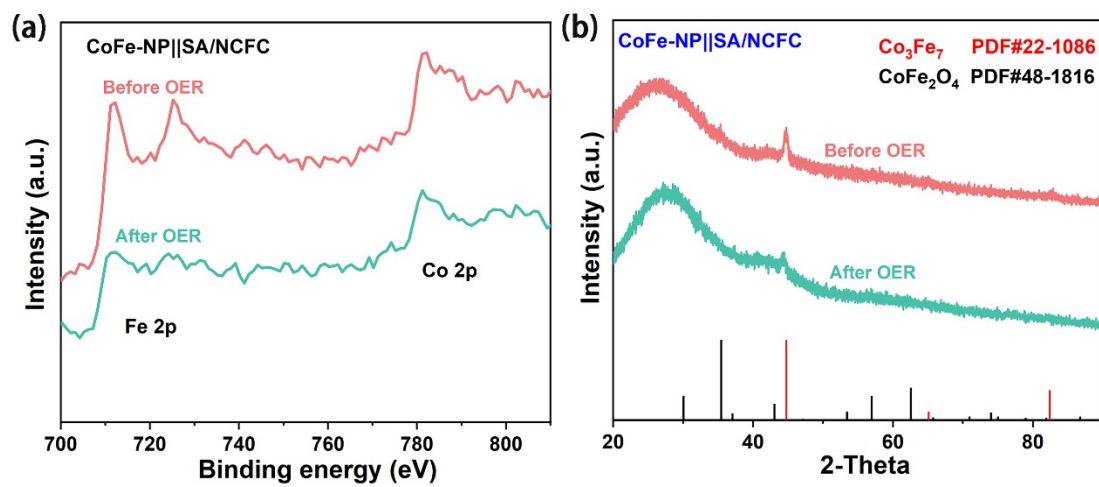 (a)
CoFe-NP||SA/NCFC
Before OER
After OER
Co 2p
Fe 2p
Intensity (a.u.)
700 720 740 760 780 800
Binding energy (eV)
(b)
CoFe-NP||SA/NCFC
Co₃Fe₇ PDF#22-1086
CoFe₂O₄ PDF#48-1816
Before OER
After OER
Intensity (a.u.)
20 40 60 80
2-Theta